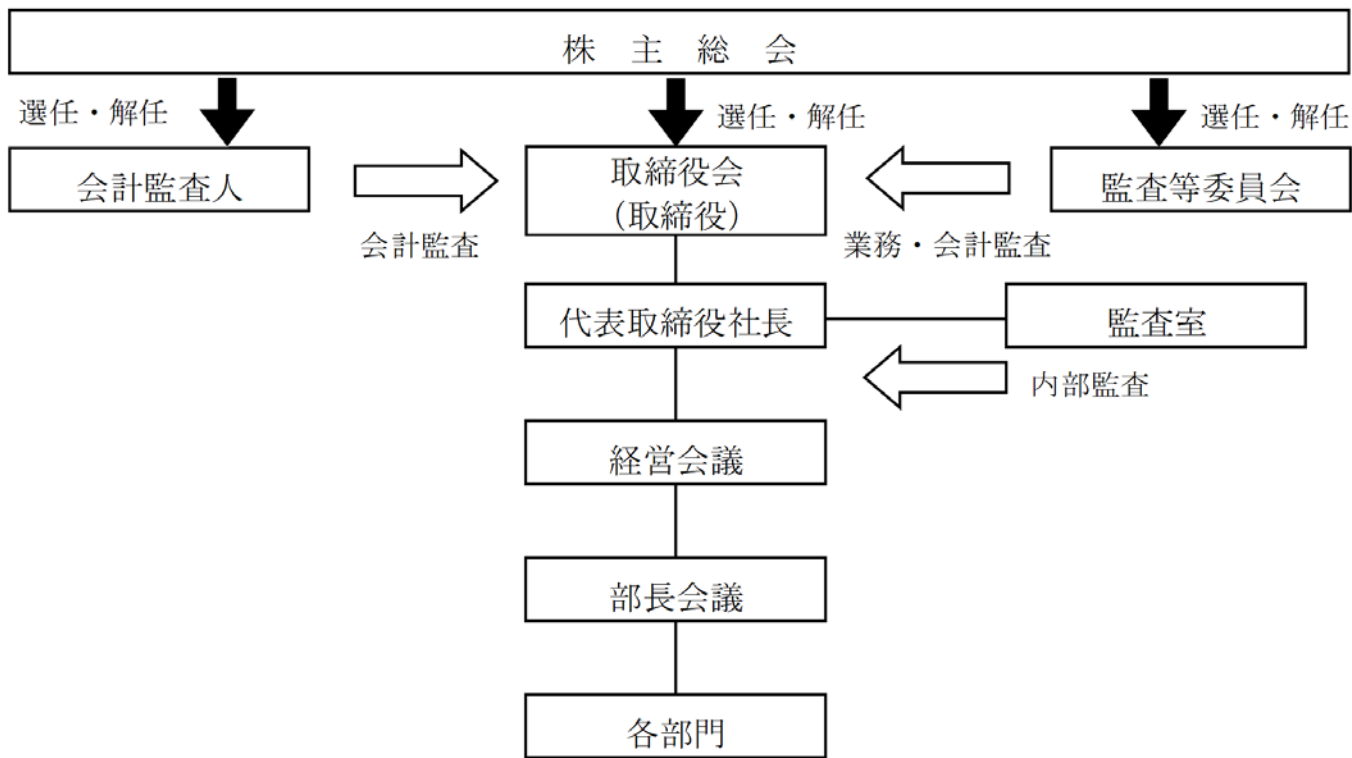 株主総会
選任・解任
選任・解任
選任・解任
会計監査人
取締役会
(取締役)
監査等委員会
会計監査
業務・会計監査
代表取締役社長
監査室
内部監査
経営会議
部長会議
各部門